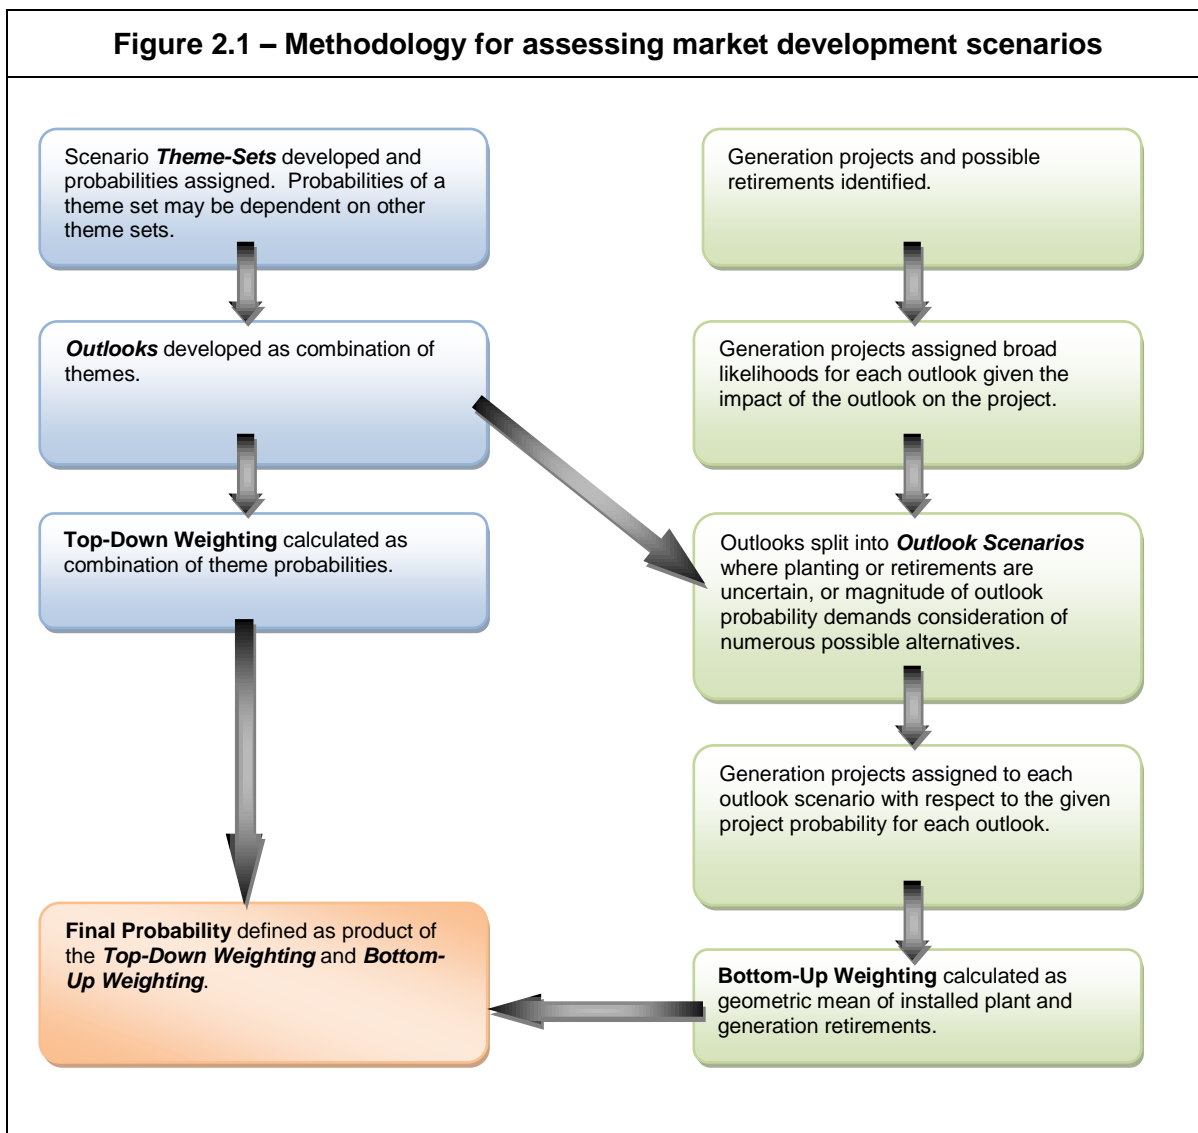 Figure 2.1 – Methodology for assessing market development scenarios
Scenario Theme-Sets developed and
probabilities assigned.  Probabilities of a
theme set may be dependent on other
theme sets.
Outlooks developed as combination of
themes.
Top-Down Weighting calculated as
combination of theme probabilities.
Final Probability defined as product of
the Top-Down Weighting and Bottom-
Up Weighting.
Generation projects and possible
retirements identified.
Generation projects assigned broad
likelihoods for each outlook given the
impact of the outlook on the project.
Outlooks split into Outlook Scenarios
where planting or retirements are
uncertain, or magnitude of outlook
probability demands consideration of
numerous possible alternatives.
Generation projects assigned to each
outlook scenario with respect to the given
project probability for each outlook.
Bottom-Up Weighting calculated as
geometric mean of installed plant and
generation retirements.